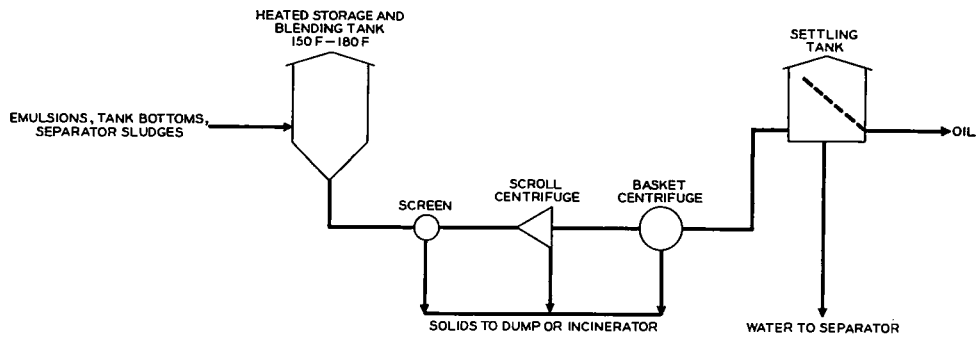 HEATED STORAGE AND
BLENDING TANK
150 F – 180 F
SETTLING
TANK
EMULSIONS, TANK BOTTOMS,
SEPARATOR SLUDGES
OIL
SCREEN
SCROLL
CENTRIFUGE
BASKET
CENTRIFUGE
SOLIDS TO DUMP OR INCINERATOR
WATER TO SEPARATOR